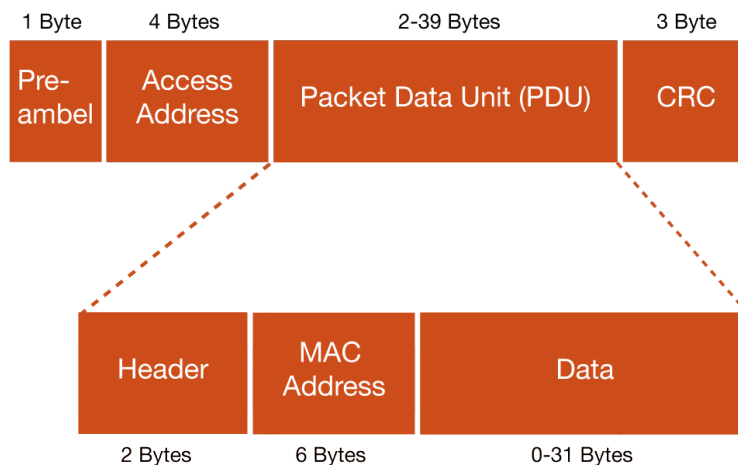 1 Byte
4 Bytes
2-39 Bytes
3 Byte
Pre-
ambel
Access
Address
Packet Data Unit (PDU)
CRC
Header
MAC
Address
Data
2 Bytes
6 Bytes
0-31 Bytes